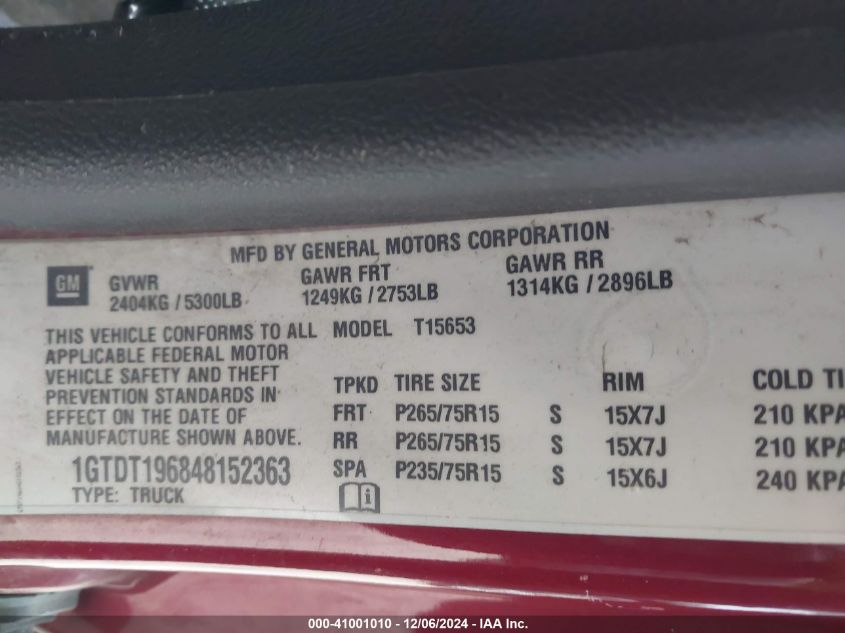 MFD BY GENERAL MOTORS CORPORATION
GM
GVWR GAWR FRT GAWR RR
2404KG / 5300LB 1249KG / 2753LB 1314KG / 2896LB
THIS VEHICLE CONFORMS TO ALL
APPLICABLE FEDERAL MOTOR
VEHICLE SAFETY AND THEFT
PREVENTION STANDARDS IN
EFFECT ON THE DATE OF
MANUFACTURE SHOWN ABOVE.
1GTDT196848152363
TYPE: TRUCK
MODEL T15653
TPKD TIRE SIZE RIM COLD TI
FRT P265/75R15 S 15X7J 210 KPA
RR P265/75R15 S 15X7J 210 KPA
SPA P235/75R15 S 15X6J 240 KPA
i
000-41001010 - 12/06/2024 - IAA Inc.